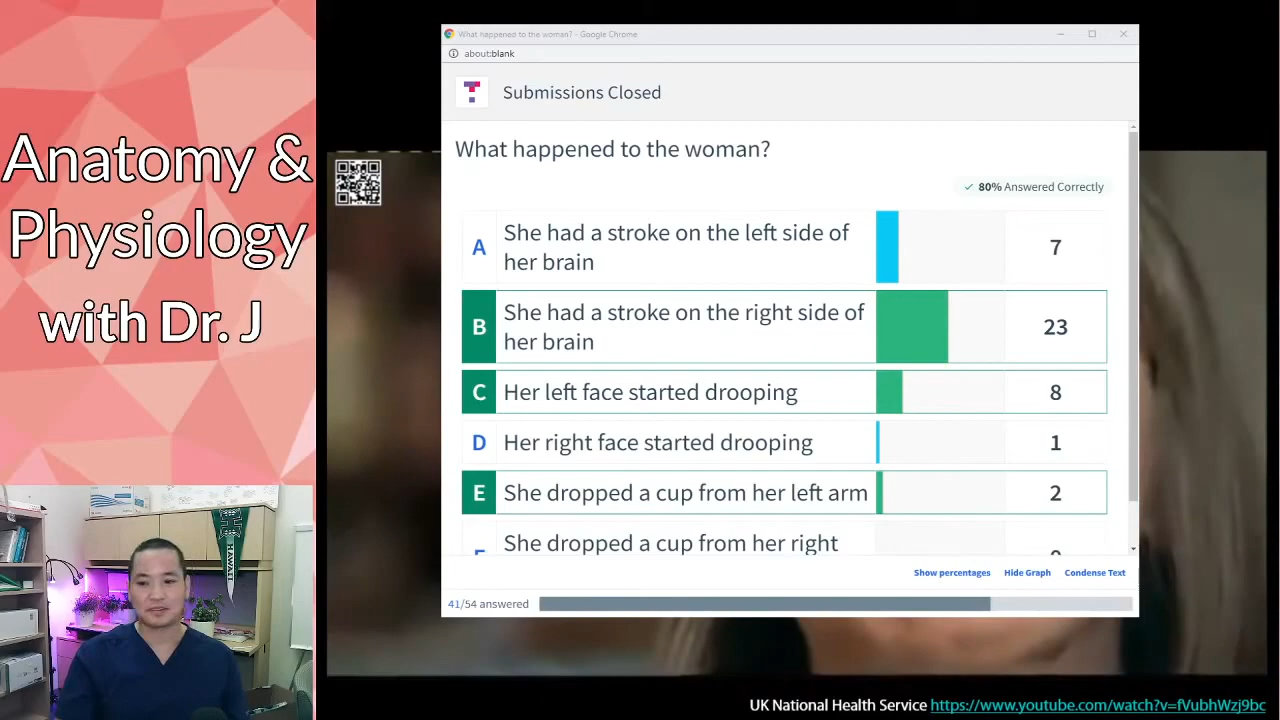 Anatomy &
Physiology
with Dr. J
What happened to the woman? - Google Chrome
about:blank
Submissions Closed
What happened to the woman?
80% Answered Correctly
A
She had a stroke on the left side of
her brain
7
B
She had a stroke on the right side of
her brain
23
C
Her left face started drooping
8
D
Her right face started drooping
1
E
She dropped a cup from her left arm
2
She dropped a cup from her right
Show percentages
Hide Graph
Condense Text
41/54 answered
HAWAII
UK National Health Service https://www.youtube.com/watch?v=fVubhWzj9bc